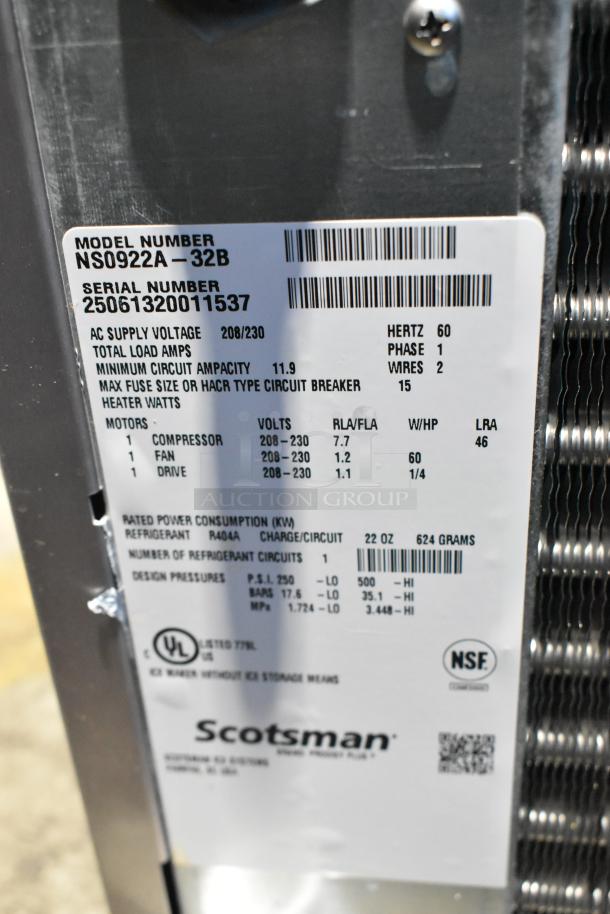 MODEL NUMBER
NS0922A-32B
SERIAL NUMBER
25061320011537
AC SUPPLY VOLTAGE 208/230 HERTZ 60
TOTAL LOAD AMPS PHASE 1
MINIMUM CIRCUIT AMPACITY 11.9 WIRES 2
MAX FUSE SIZE OR HACR TYPE CIRCUIT BREAKER 15
HEATER WATTS
MOTORS VOLTS RLA/FLA W/HP LRA
1 COMPRESSOR 208-230 7.7 46
1 FAN 208-230 1.2 60
1 DRIVE 208-230 1.1 1/4
AUCTION GROUP
RATED POWER CONSUMPTION (KW)
REFRIGERANT R404A CHARGE/CIRCUIT 22 OZ 624 GRAMS
NUMBER OF REFRIGERANT CIRCUITS 1
DESIGN PRESSURES P.S.I. 250 -LO 500 -HI
BARS 17.6 -LO 35.1 -HI
MPa 1.724-LO 3.448-HI
C UL LISTED 778L
US
NSF
ICE MAKER WITHOUT ICE STORAGE MEANS
Scotsman
SCOTSMAN ICE SYSTEMS